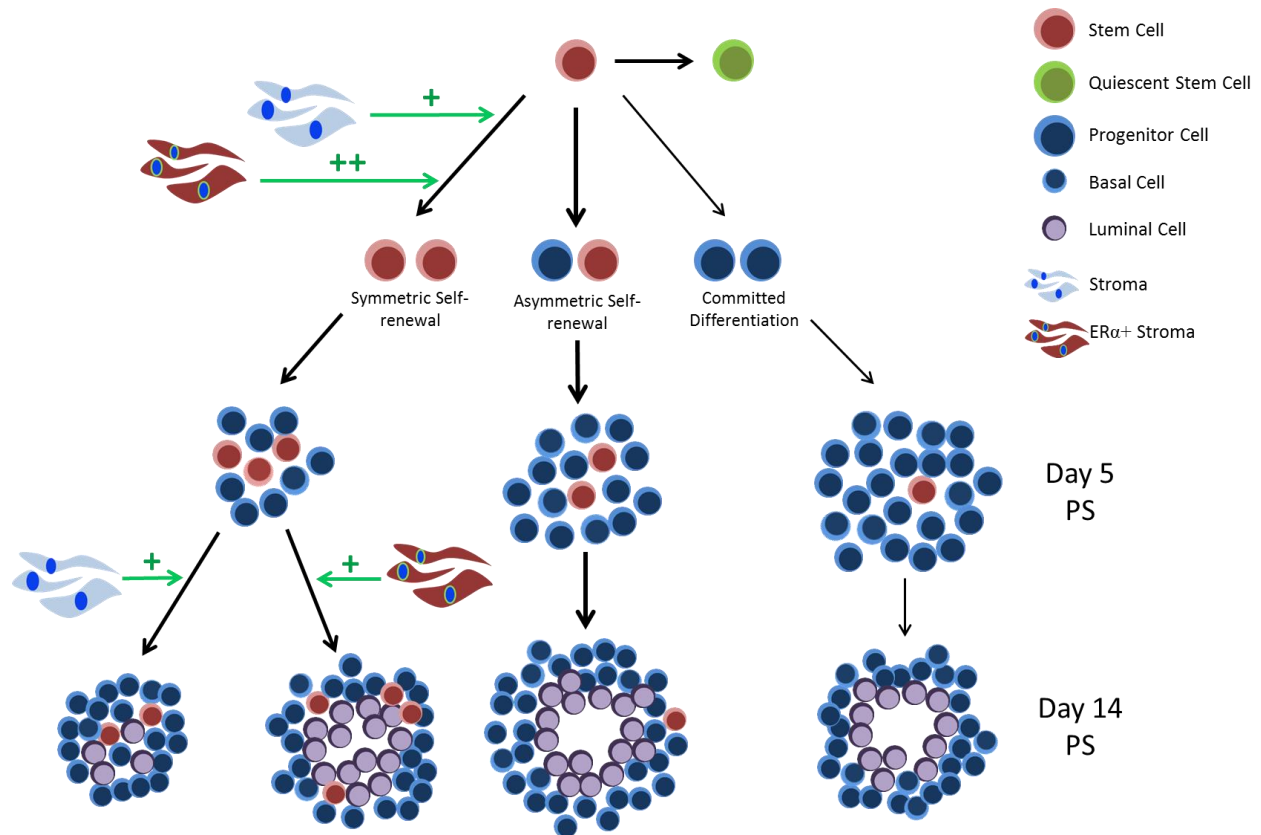 Stem Cell
Quiescent Stem Cell
Progenitor Cell
Basal Cell
Luminal Cell
Stroma
ERα+ Stroma
+
++
Symmetric Self-
renewal
Asymmetric Self-
renewal
Committed
Differentiation
Day 5
PS
+
+
Day 14
PS